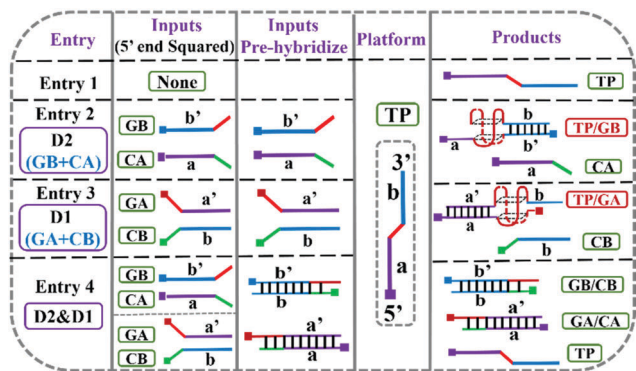 Entry
Inputs
(5' end Squared)
Inputs
Pre-hybridize
Platform
Products
Entry 1
None
TP
Entry 2
D2
(GB+CA)
GB
b'
CA
a
b'
a
TP
3'
b
a
5'
b
a
b'
TP/GB
CA
Entry 3
D1
(GA+CB)
GA
a'
CB
b
a'
b
a'
a
b
TP/GA
b
CB
Entry 4
D2&D1
GB
b'
CA
a
GA
a'
CB
b
b'
b
a'
a
b'
b
GB/CB
a'
a
GA/CA
TP